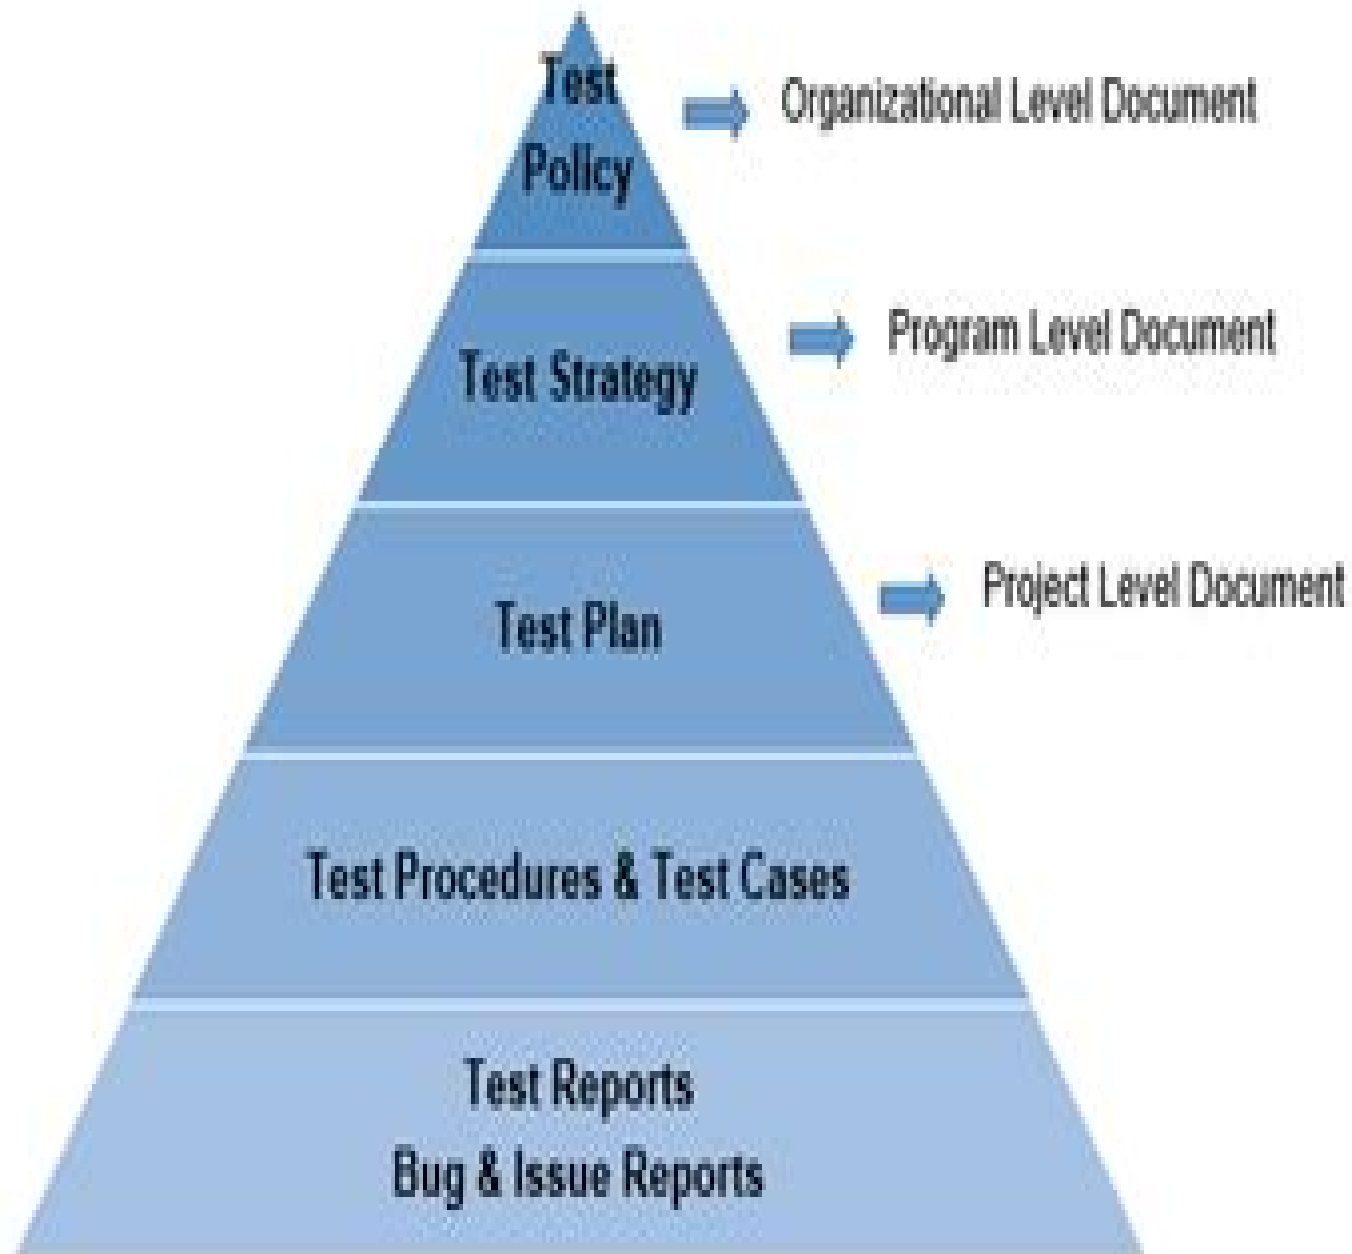 Test
Policy
Organizational Level Document
Test Strategy
Program Level Document
Test Plan
Project Level Document
Test Procedures & Test Cases
Test Reports
Bug & Issue Reports